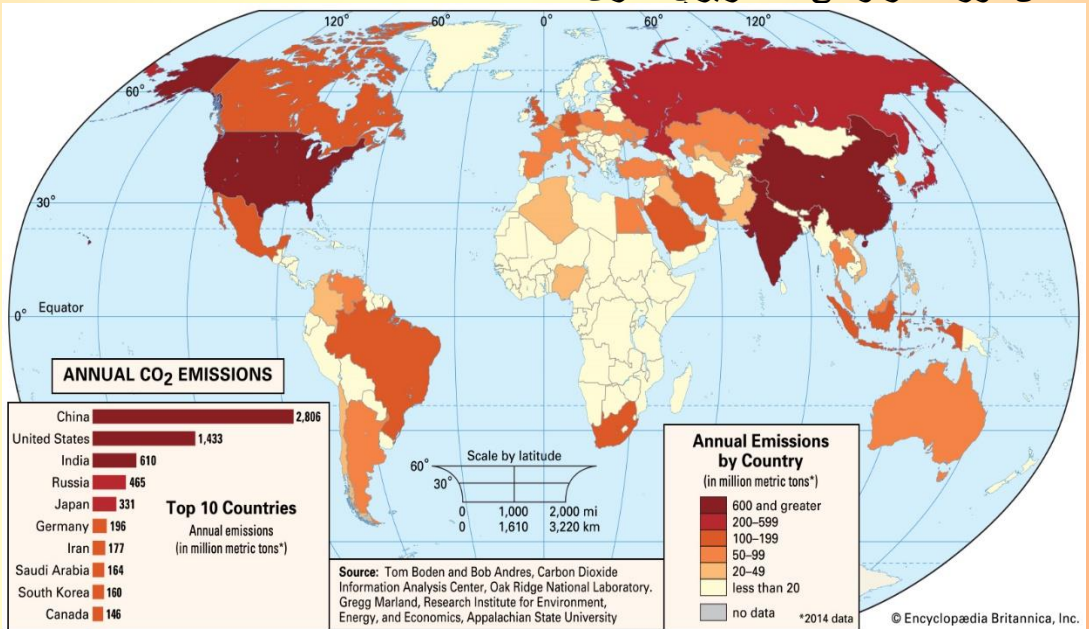 120°
60°
0°
60°
120°
60°
30°
0°
Equator
ANNUAL CO2 EMISSIONS
China 2,806
United States 1,433
India 610
Russia 465
Japan 331
Germany 196
Iran 177
Saudi Arabia 164
South Korea 160
Canada 146
Top 10 Countries
Annual emissions
(in million metric tons*)
Scale by latitude
60°
30°
0 1,000 2,000 mi
0 1,610 3,220 km
Source: Tom Boden and Bob Andres, Carbon Dioxide
Information Analysis Center, Oak Ridge National Laboratory.
Gregg Marland, Research Institute for Environment,
Energy, and Economics, Appalachian State University
Annual Emissions
by Country
(in million metric tons*)
600 and greater
200–599
100–199
50–99
20–49
less than 20
no data
*2014 data
© Encyclopædia Britannica, Inc.